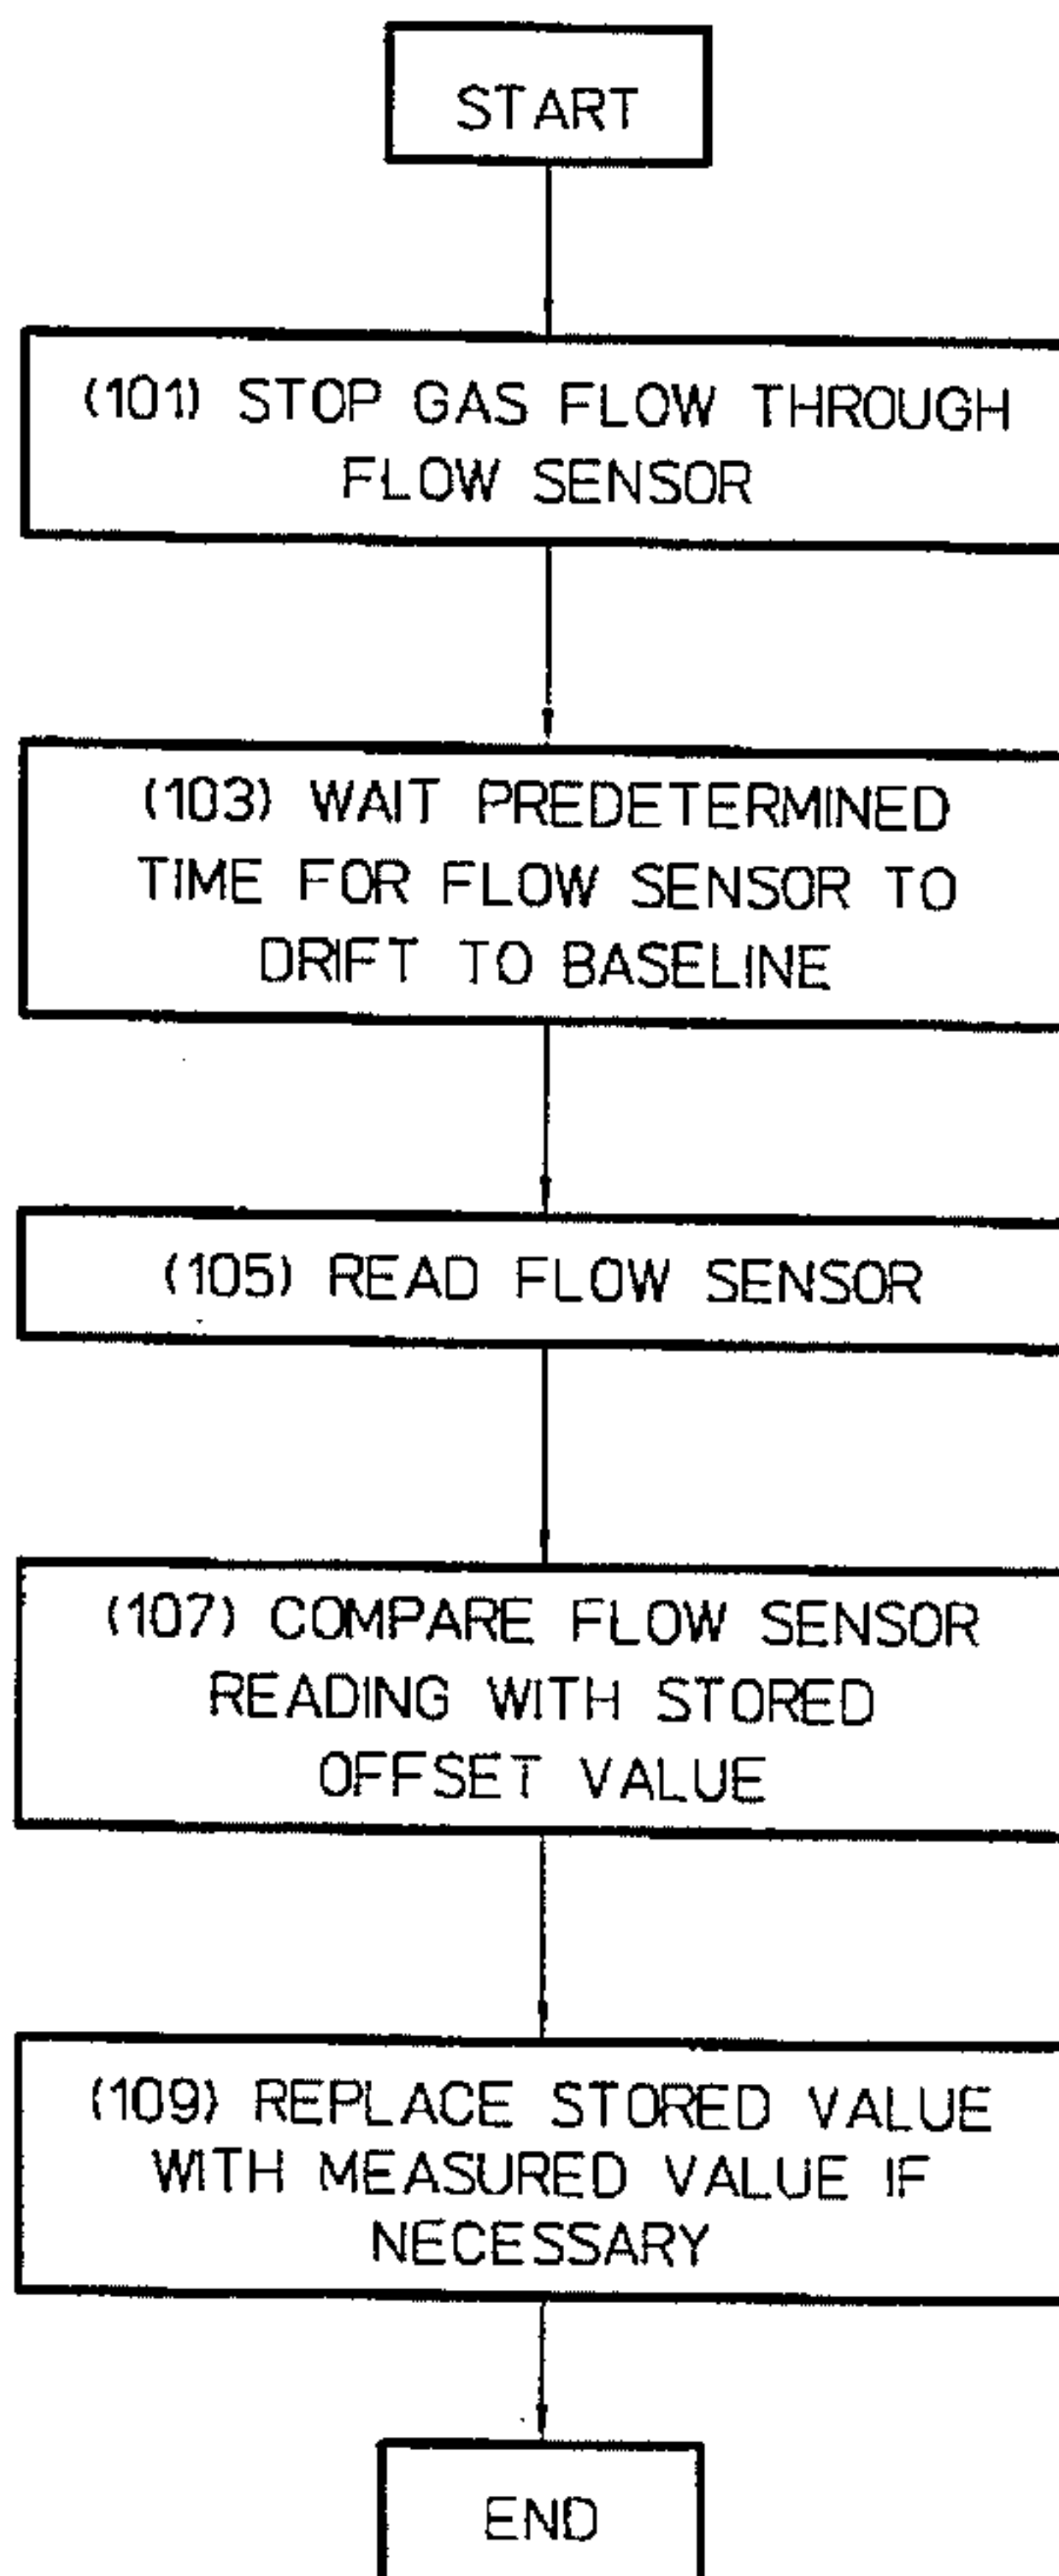 START
(101) STOP GAS FLOW THROUGH
FLOW SENSOR
(103) WAIT PREDETERMINED
TIME FOR FLOW SENSOR TO
DRIFT TO BASELINE
(105) READ FLOW SENSOR
(107) COMPARE FLOW SENSOR
READING WITH STORED
OFFSET VALUE
(109) REPLACE STORED VALUE
WITH MEASURED VALUE IF
NECESSARY
END